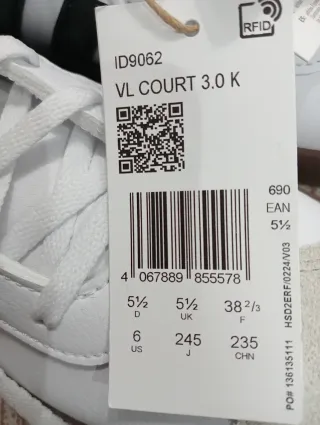 RFID
ID9062
VL COURT 3.0 K
690
EAN
5½
4 067889 855578
5½ 5½ 38 2/3
D UK F
6 245 235
US J CHN
PO# 136135111 HSD2ERF/0224/V03